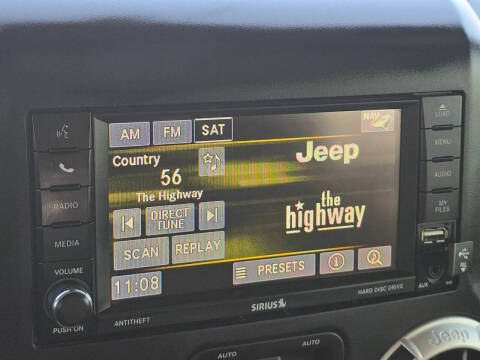 AM FM SAT NAV
Country
56
The Highway
Jeep
the
highway
DIRECT
TUNE
SCAN REPLAY
11:08
PRESETS
RADIO
MEDIA
VOLUME
PUSH ON
ANTITHEFT
SIRIUS
HARD DISC DRIVE
LOAD
MENU
AUDIO
MY
FILES
AUX
AUTO
AUTO
Jeep